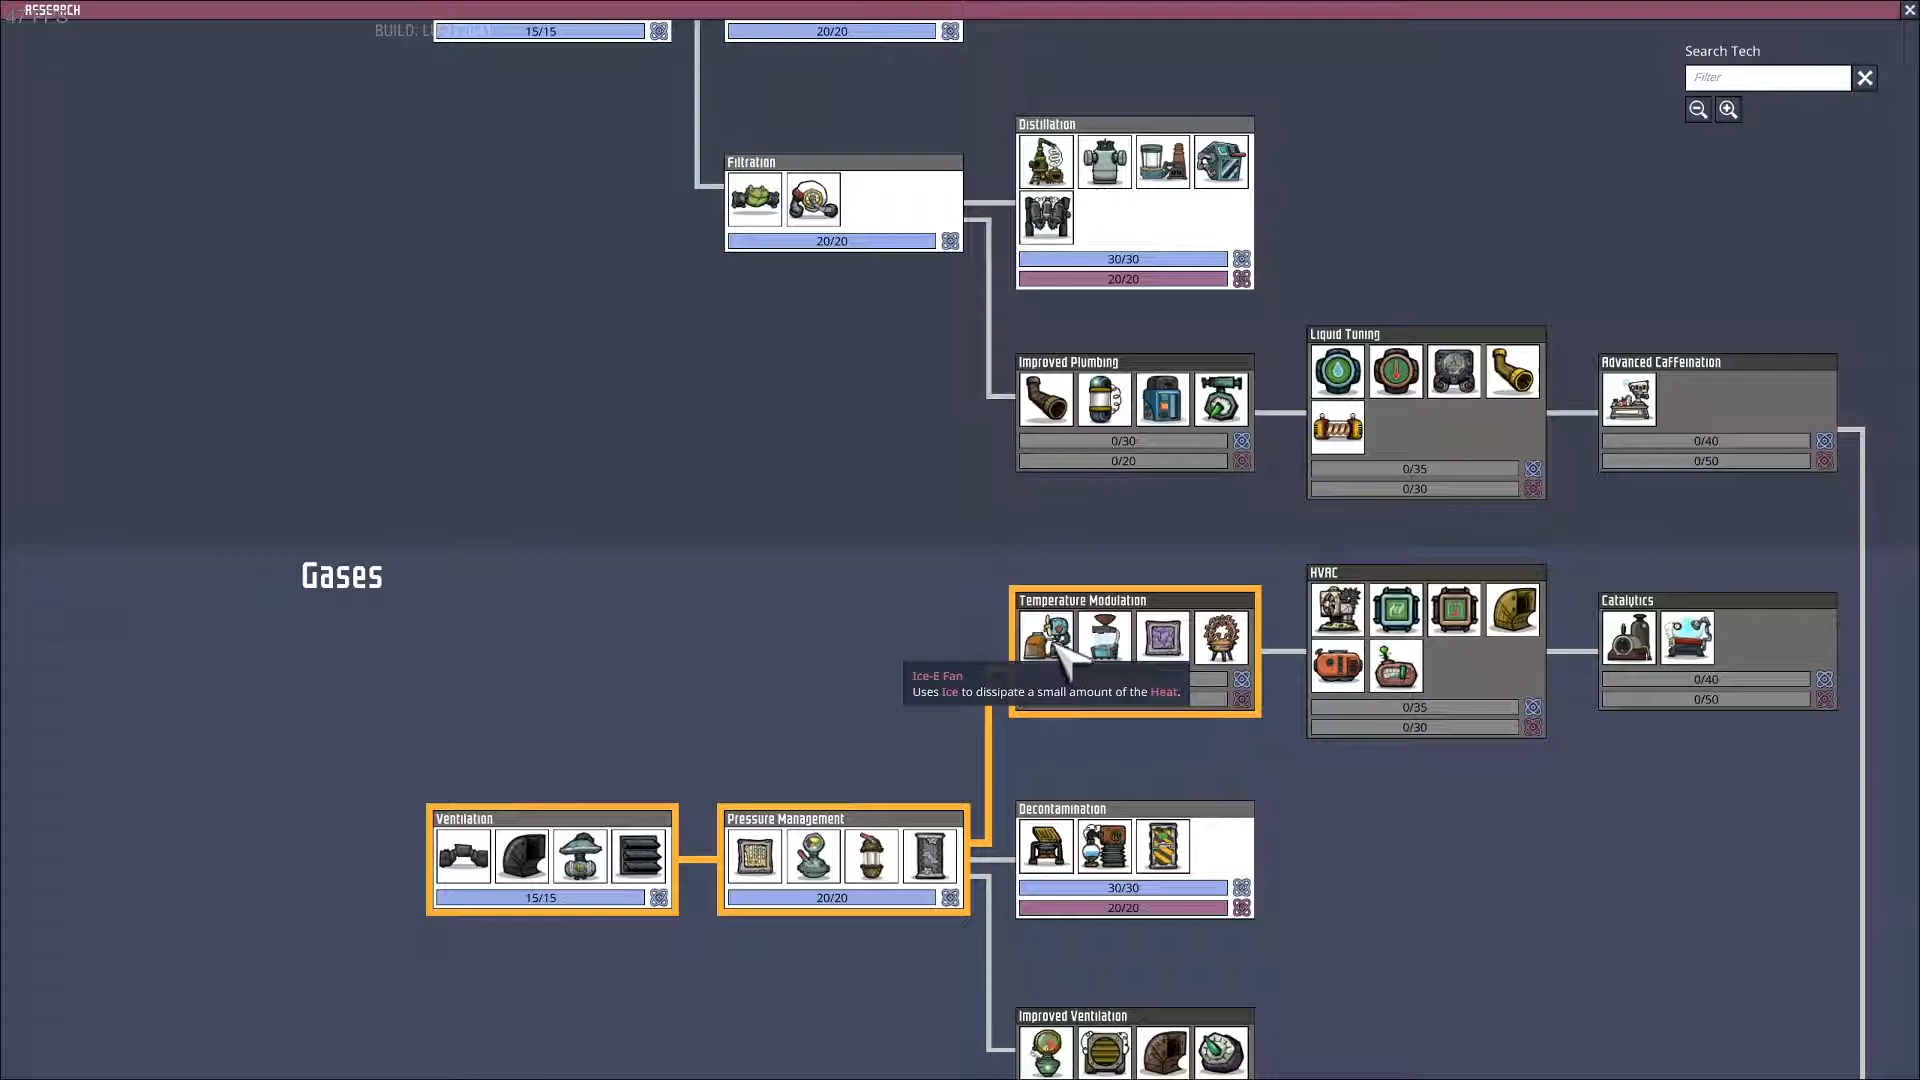 RESEARCH
47 FPS
BUILD: LU-
15/15
20/20
Search Tech
Filter
Distillation
30/30
20/20
Filtration
20/20
Liquid Tuning
0/35
0/30
Improved Plumbing
0/30
0/20
Advanced Caffeination
0/40
0/50
Gases
HVAC
0/35
0/30
Temperature Modulation
Catalytics
0/40
0/50
Ice-E Fan
Uses Ice to dissipate a small amount of the Heat.
Ventilation
15/15
Pressure Management
20/20
Decontamination
30/30
20/20
Improved Ventilation